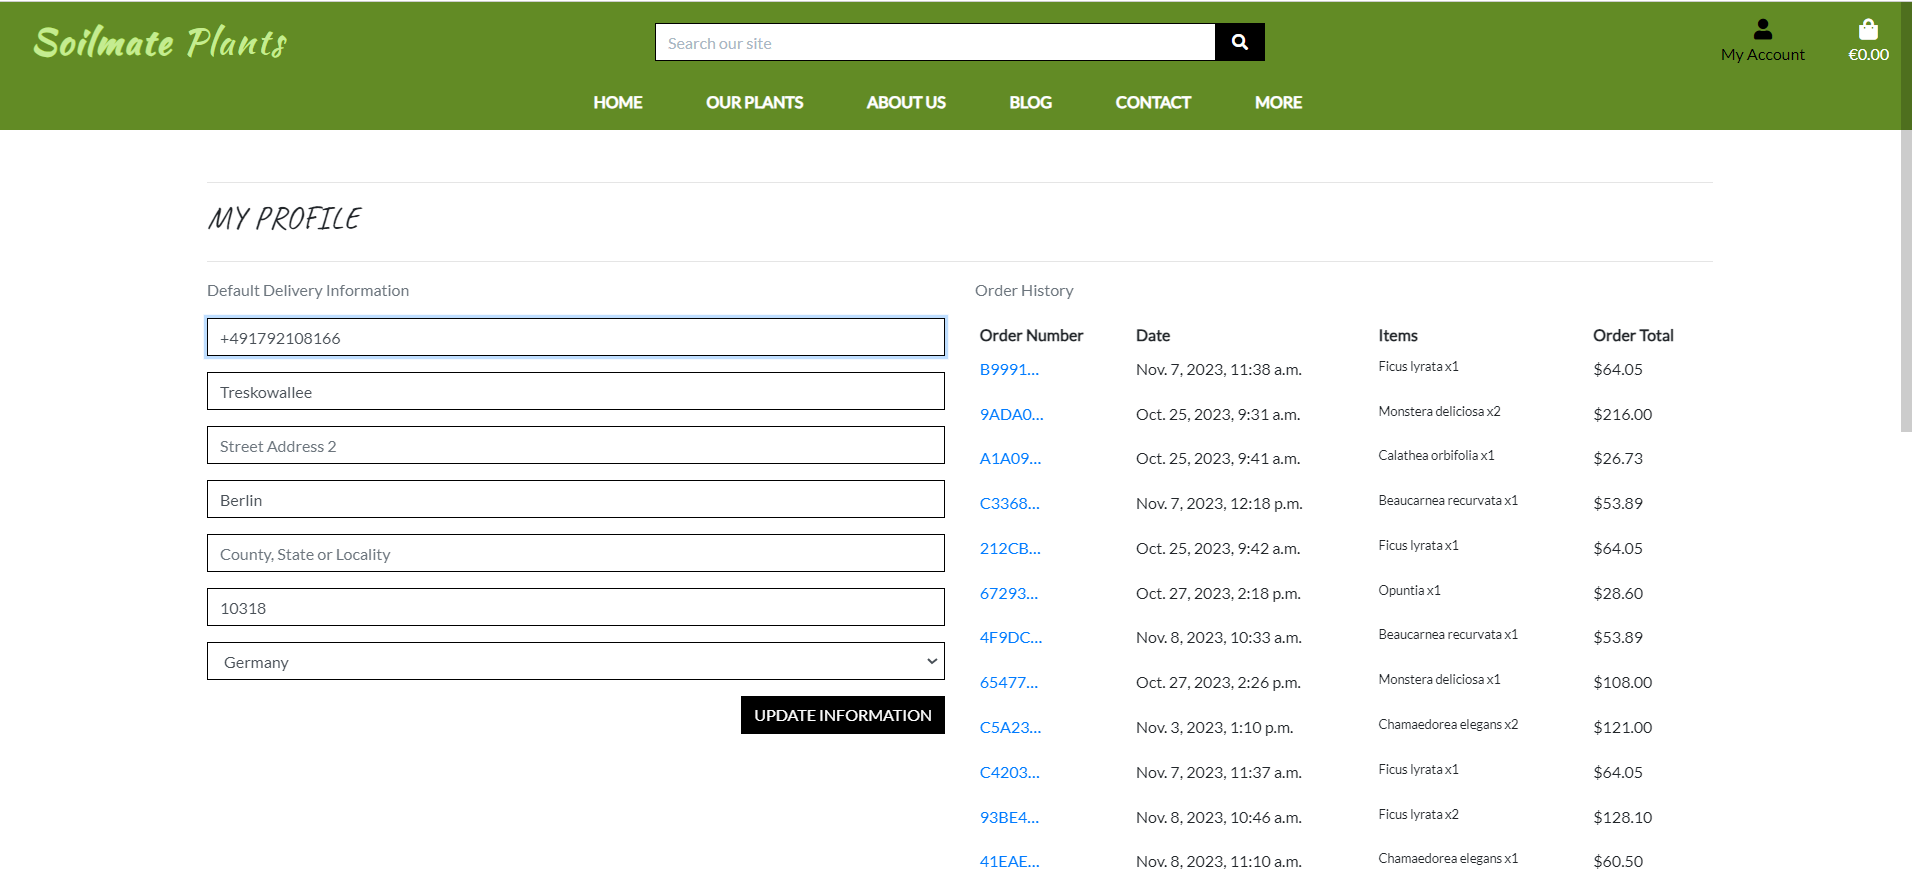 Soilmate Plants
Search our site
My Account
€0.00
HOME OUR PLANTS ABOUT US BLOG CONTACT MORE
MY PROFILE
Default Delivery Information
+491792108166
Treskowallee
Street Address 2
Berlin
County, State or Locality
10318
Germany
UPDATE INFORMATION
Order History
Order Number Date Items Order Total
B9991... Nov. 7, 2023, 11:38 a.m. Ficus lyrata x1 $64.05
9ADA0... Oct. 25, 2023, 9:31 a.m. Monstera deliciosa x2 $216.00
A1A09... Oct. 25, 2023, 9:41 a.m. Calathea orbifolia x1 $26.73
C3368... Nov. 7, 2023, 12:18 p.m. Beaucarnea recurvata x1 $53.89
212CB... Oct. 25, 2023, 9:42 a.m. Ficus lyrata x1 $64.05
67293... Oct. 27, 2023, 2:18 p.m. Opuntia x1 $28.60
4F9DC... Nov. 8, 2023, 10:33 a.m. Beaucarnea recurvata x1 $53.89
65477... Oct. 27, 2023, 2:26 p.m. Monstera deliciosa x1 $108.00
C5A23... Nov. 3, 2023, 1:10 p.m. Chamaedorea elegans x2 $121.00
C4203... Nov. 7, 2023, 11:37 a.m. Ficus lyrata x1 $64.05
93BE4... Nov. 8, 2023, 10:46 a.m. Ficus lyrata x2 $128.10
41EAE... Nov. 8, 2023, 11:10 a.m. Chamaedorea elegans x1 $60.50